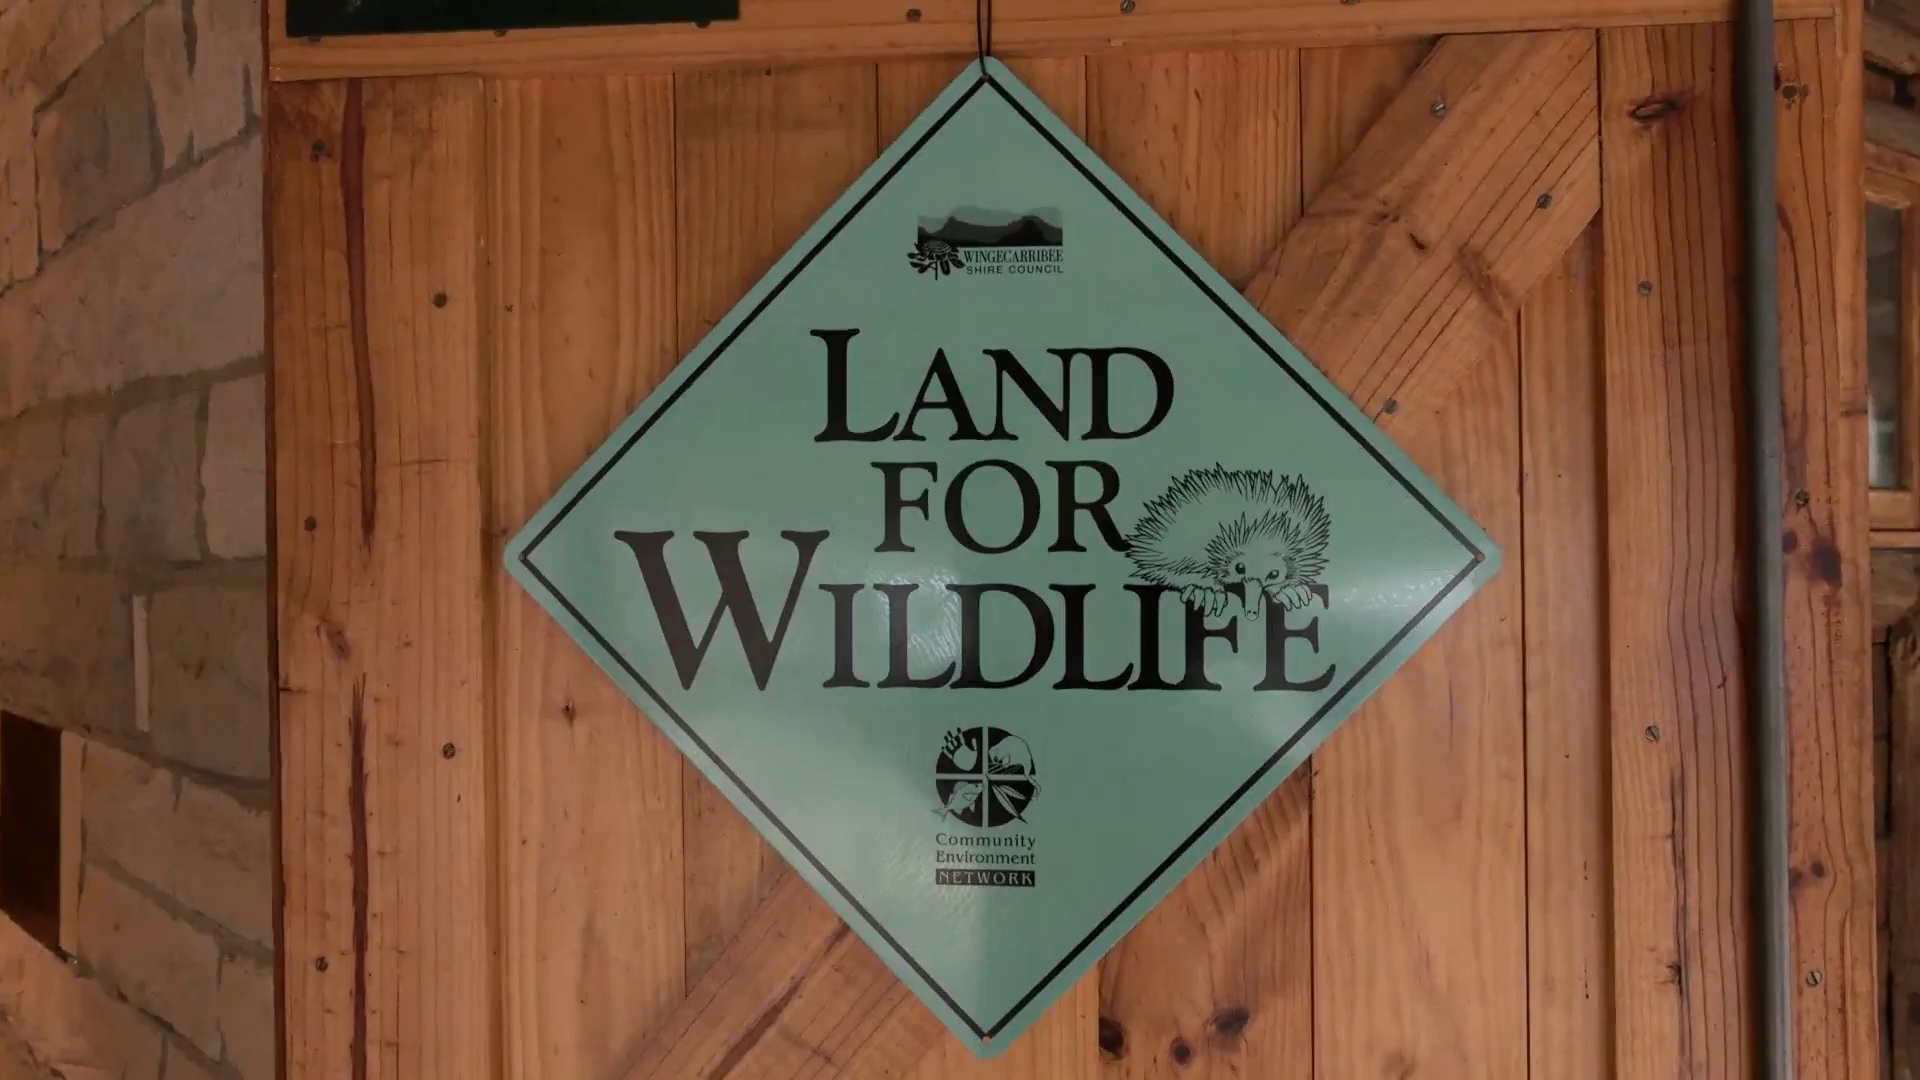 WINGECARRIBEE
SHIRE COUNCIL
LAND
FOR
WILDLIFE
Community
Environment
NETWORK